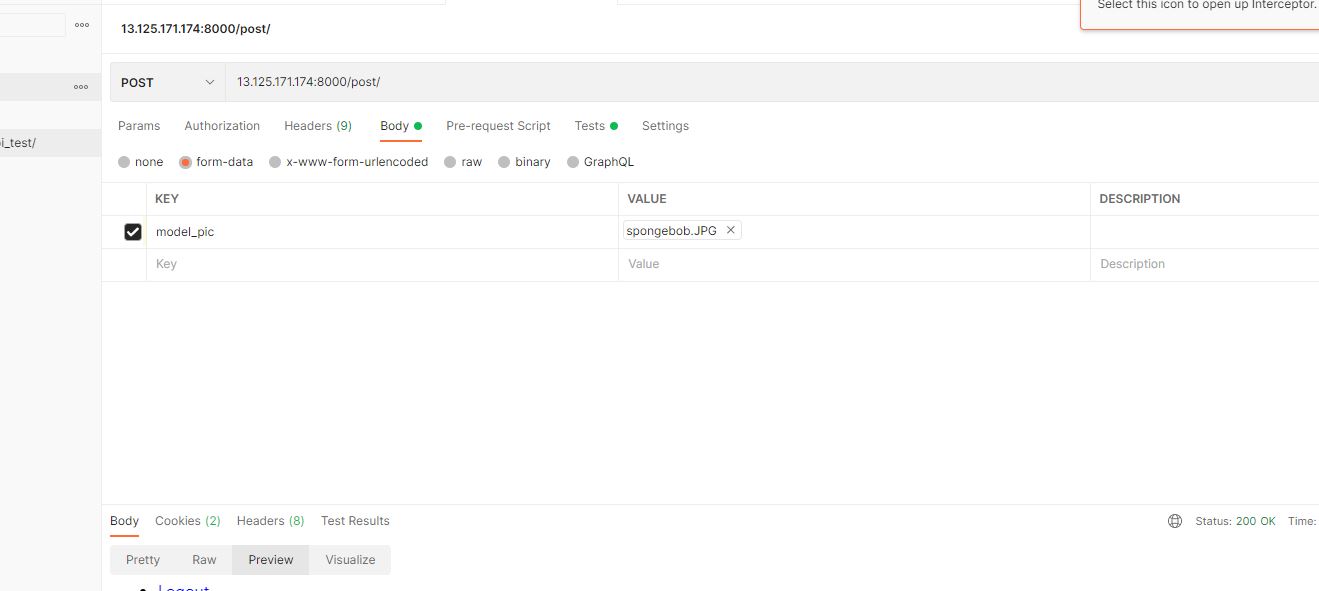 Select this icon to open up Interceptor.
13.125.171.174:8000/post/
POST 13.125.171.174:8000/post/
Params Authorization Headers (9) Body Pre-request Script Tests Settings
i_test/
none form-data x-www-form-urlencoded raw binary GraphQL
KEY VALUE DESCRIPTION
model_pic spongebob.JPG
Key Value Description
Body Cookies (2) Headers (8) Test Results Status: 200 OK Time:
Pretty Raw Preview Visualize
Logout